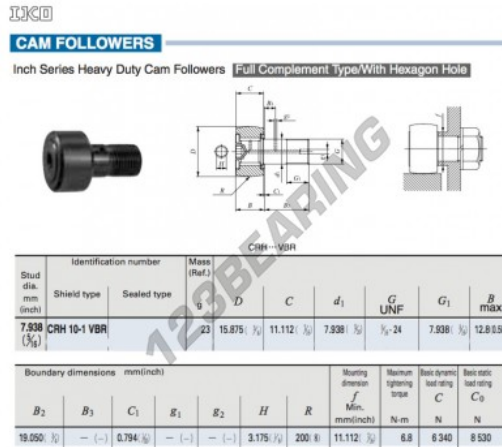 IKO
CAM FOLLOWERS
Inch Series Heavy Duty Cam Followers Full Complement Type/With Hexagon Hole
CRH…VBR
123BEARING
Stud dia. mm (inch)
Identification number
Shield type Sealed type
Mass (Ref.) g
D C d1 G UNF G1 B max
7.938 CRH 10-1 VBR 23 15.875 11.112 7.938 -24 7.938 12.8
Boundary dimensions mm(inch)
B2 B3 C1 g1 g2 H R
Mounting dimension f Min. mm(inch)
Maximum tightening torque N-m
Basic dynamic load rating C N
Basic static load rating C0 N
19.050 — (—) 0.794 — (—) — (—) 3.175 200 11.112 6.8 6 340 8 530